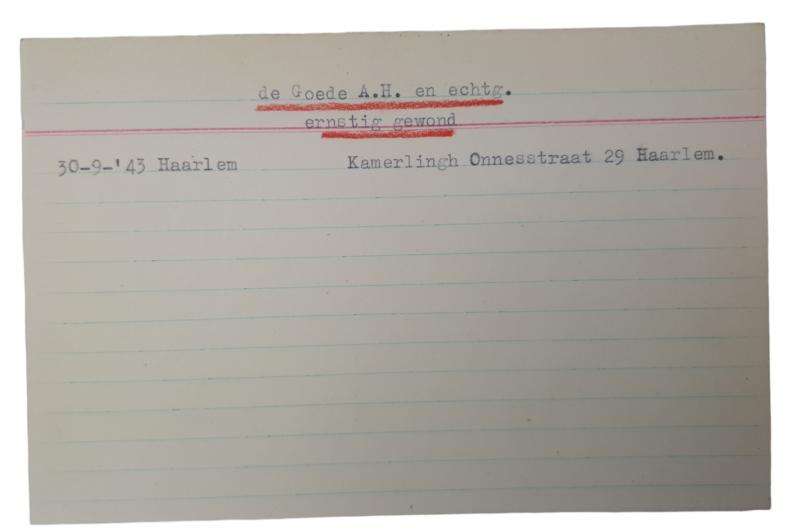 de Goede A.H. en echtg.
ernstig gewond
30-9-'43 Haarlem Kamerlingh Onnesstraat 29 Haarlem.